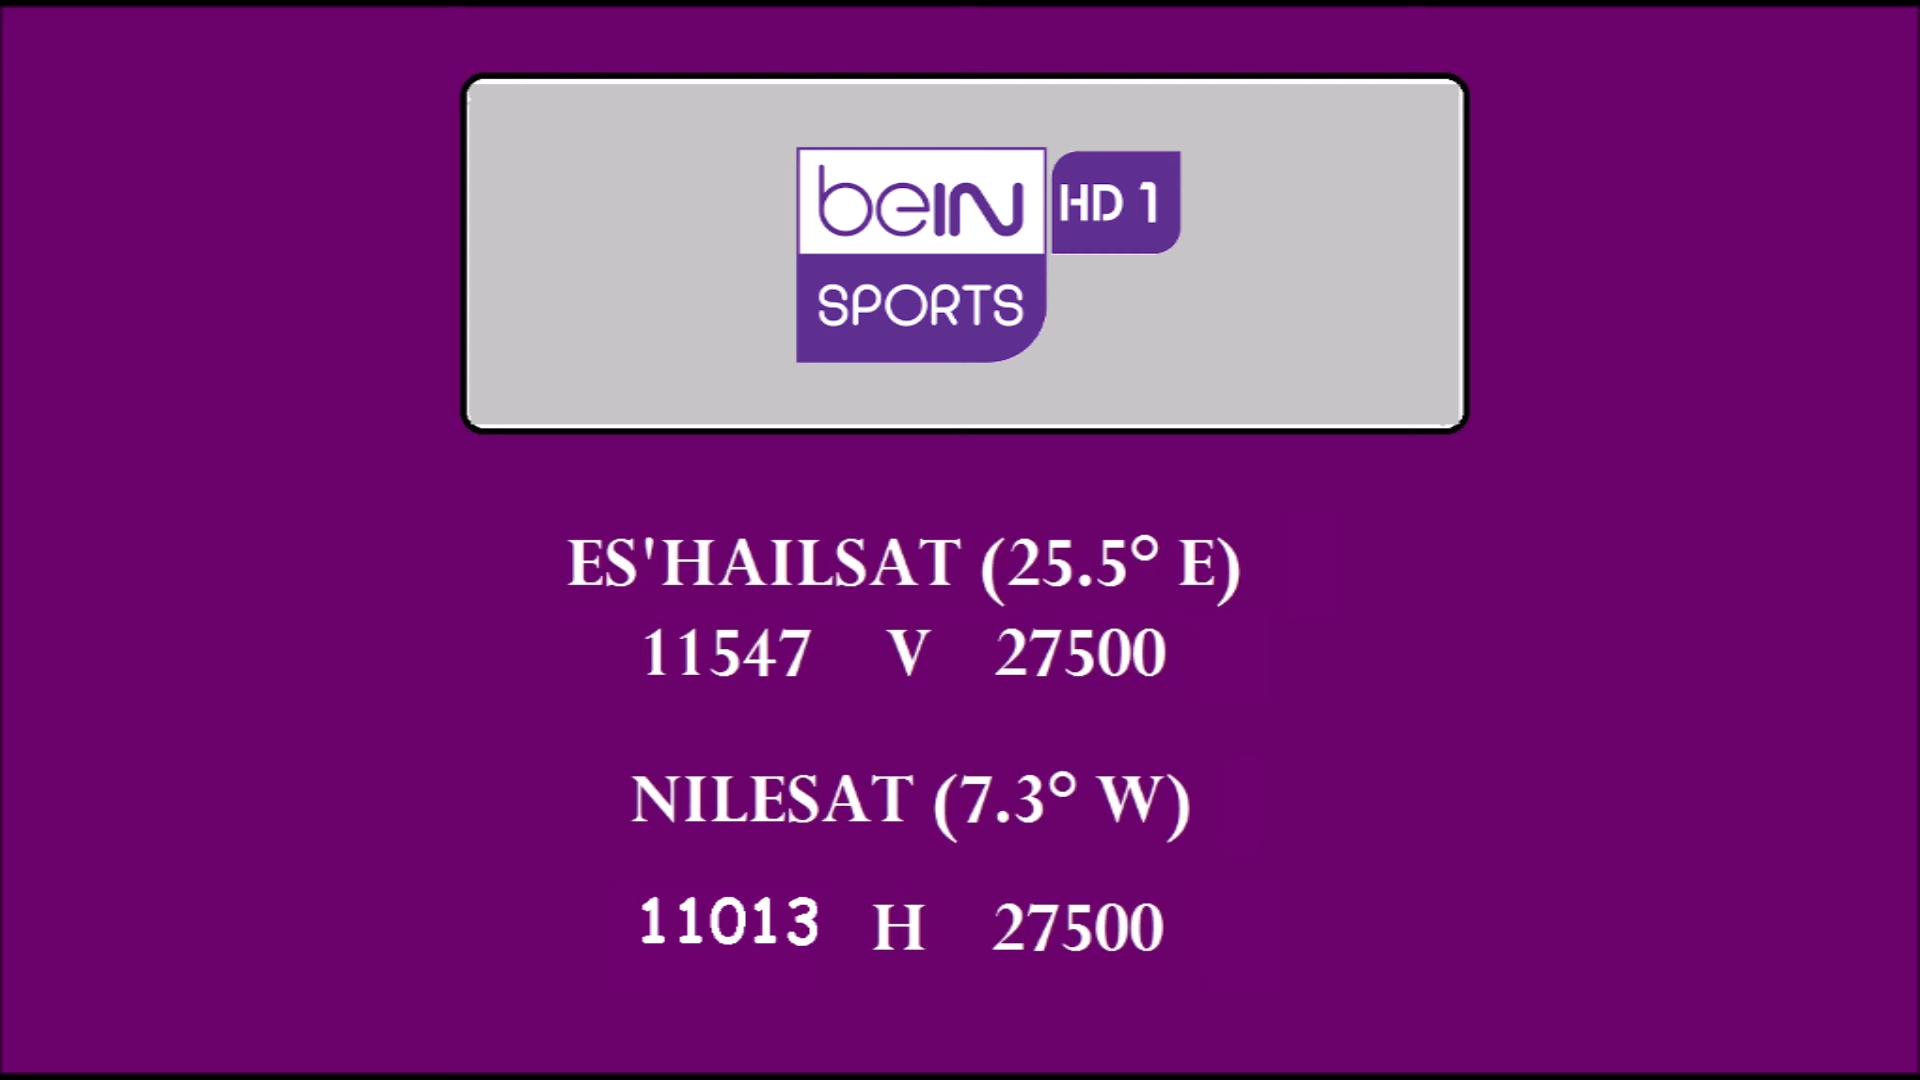 beIN HD 1
SPORTS
ES'HAILSAT (25.5° E)
11547 V 27500
NILESAT (7.3° W)
11013 H 27500